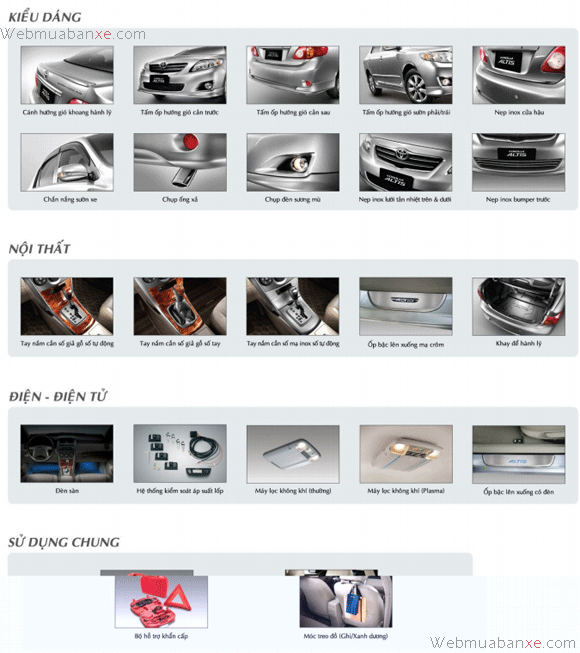 KIỂU DÁNG
Webmuabanxe.com
Cánh hướng gió khoang hành lý
Tấm ốp hướng gió cản trước
Tấm ốp hướng gió cản sau
Tấm ốp hướng gió sườn phải/trái
Nẹp inox cửa hậu
Chắn nắng sườn xe
Chụp ống xả
Chụp đèn sương mù
Nẹp inox lưới tản nhiệt trên & dưới
Nẹp inox bumper trước
NỘI THẤT
Tay nắm cần số giả gỗ số tự động
Tay nắm cần số giả gỗ số tay
Tay nắm cần số mạ inox số tự động
Ốp bậc lên xuống mạ crôm
Khay để hành lý
ĐIỆN - ĐIỆN TỬ
Đèn sàn
Hệ thống kiểm soát áp suất lốp
Máy lọc không khí (thường)
Máy lọc không khí (Plasma)
Ốp bậc lên xuống có đèn
SỬ DỤNG CHUNG
Bộ hỗ trợ khẩn cấp
Móc treo đồ (Ghi/Xanh dương)
Webmuabanxe.com